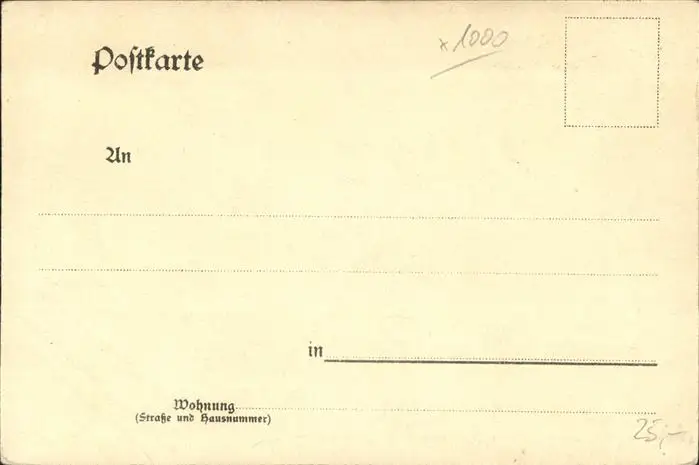 Postkarte
x1000
An
in
Wohnung
(Straße und Hausnummer)
25,-